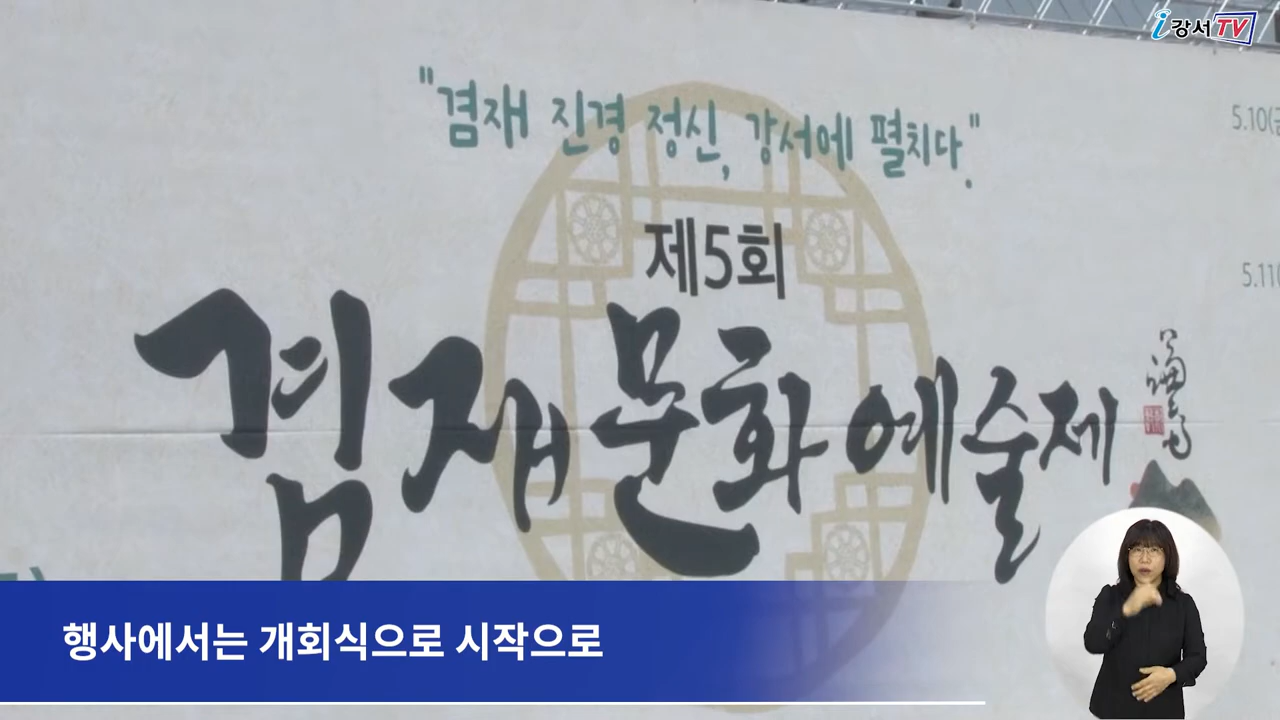 i강서TV
"겸재 진경 정신, 강서에 펼치다."
제5회
겸재문화예술제
5.10(
5.11(
행사에서는 개회식으로 시작으로